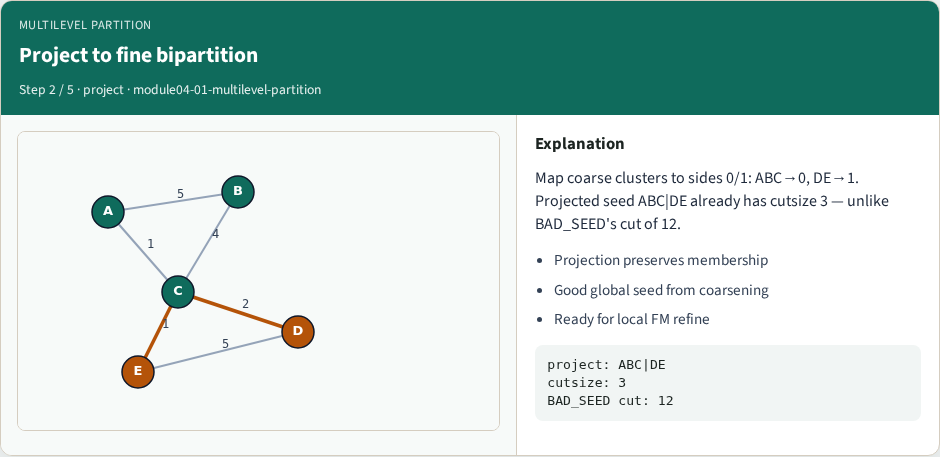 MULTILEVEL PARTITION
Project to fine bipartition
Step 2 / 5 · project · module04-01-multilevel-partition
A
B
C
D
E
5
1
4
2
1
5
Explanation
Map coarse clusters to sides 0/1: ABC→0, DE→1.
Projected seed ABC|DE already has cutsize 3 — unlike
BAD_SEED's cut of 12.
• Projection preserves membership
• Good global seed from coarsening
• Ready for local FM refine
project: ABC|DE
cutsize: 3
BAD_SEED cut: 12